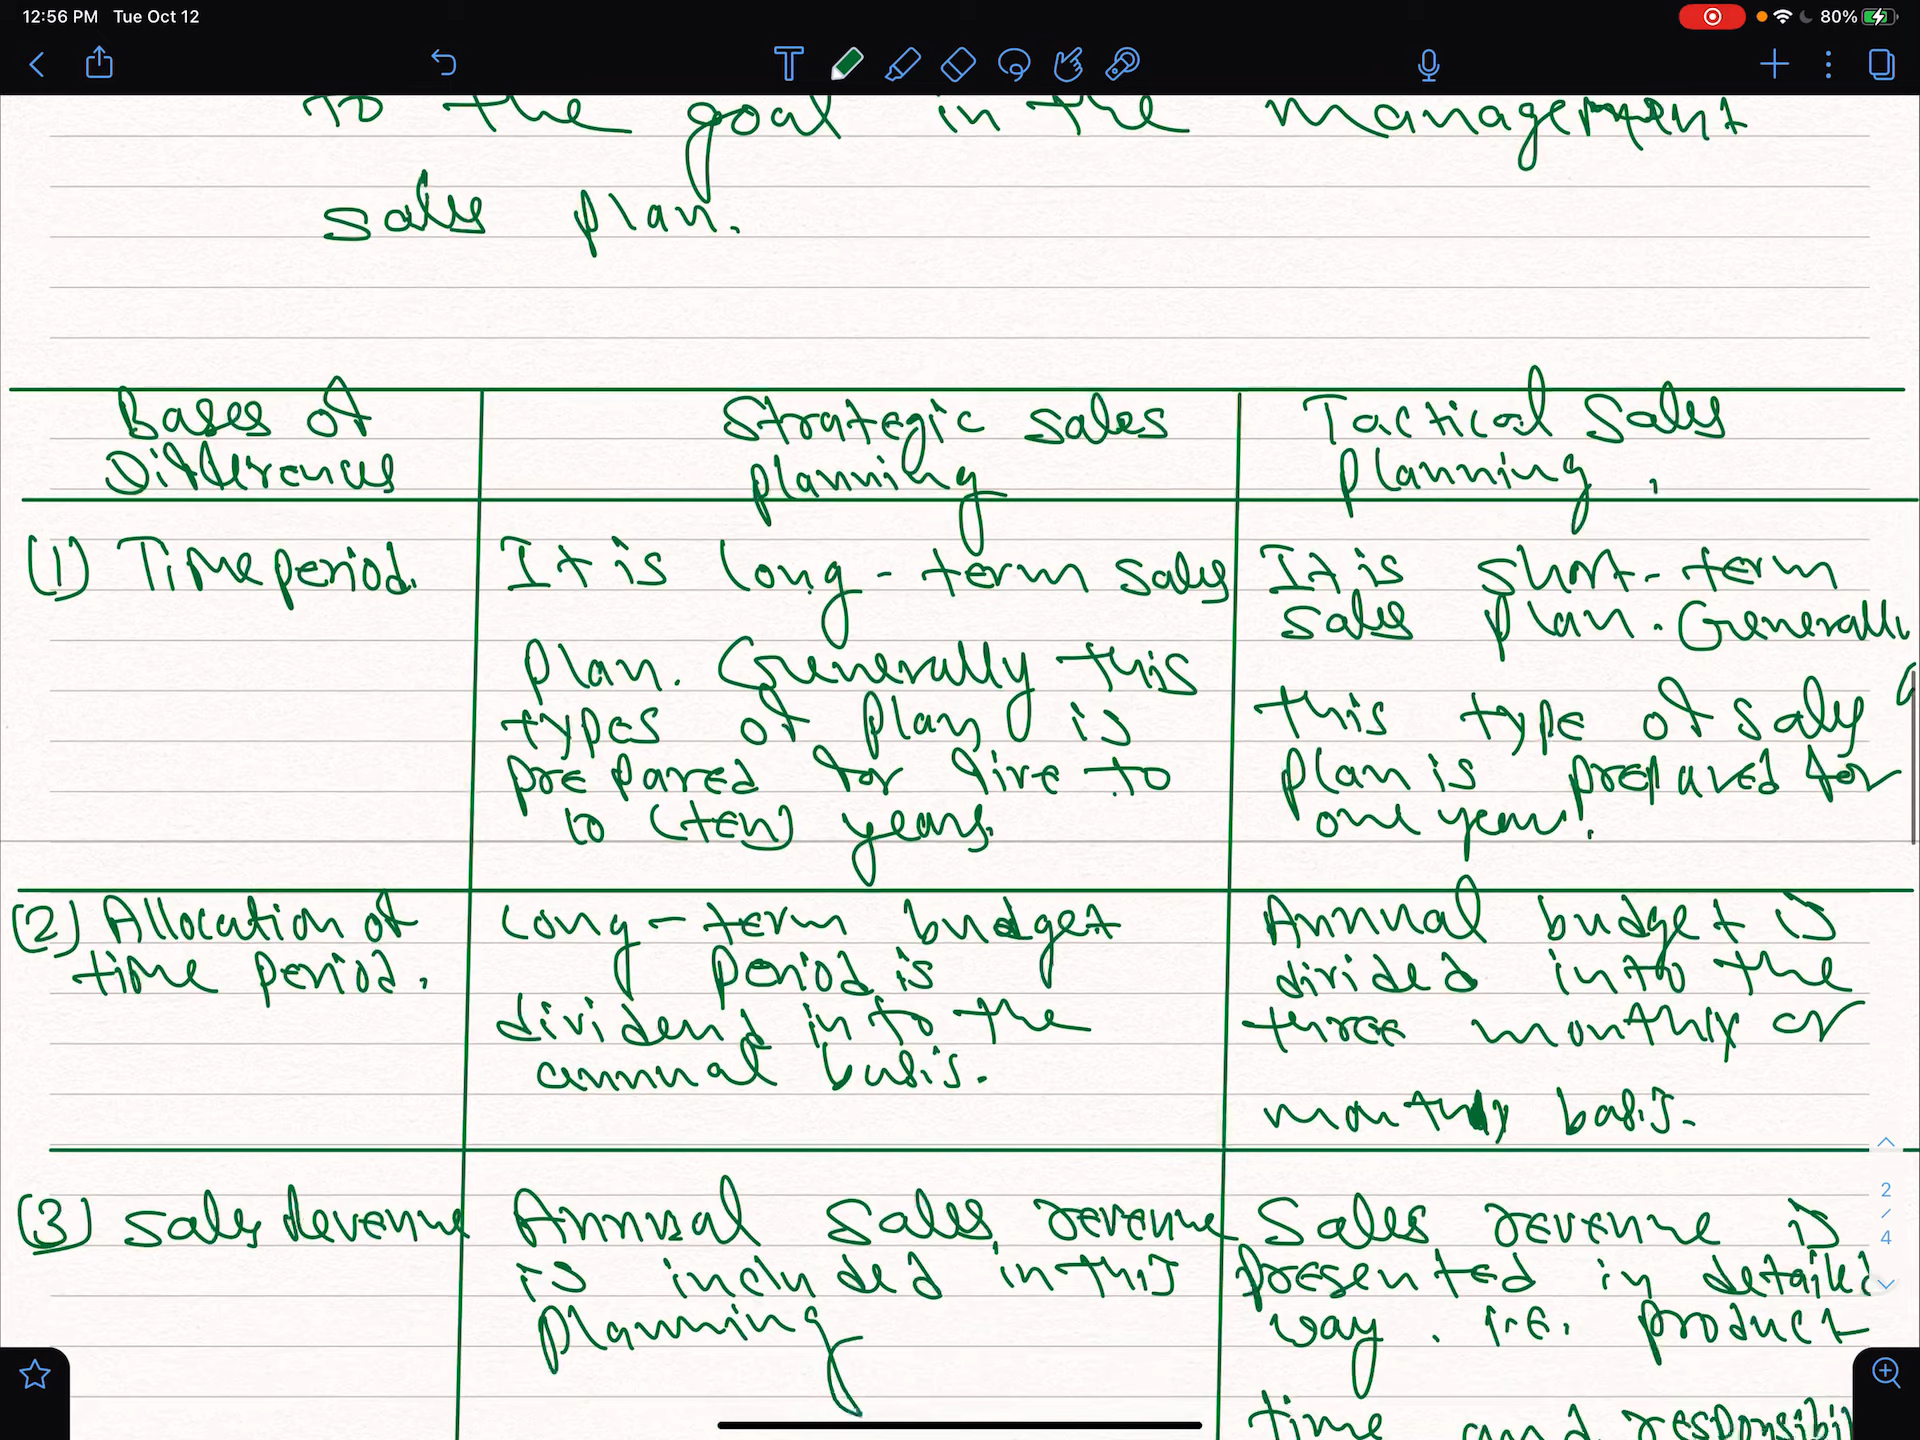 12:56 PM Tue Oct 12
80%
to the goal in the management
sales plan.
Bases of
Differences
Strategic sales
planning
Tactical Sales
planning.
(1) Time period.
It is long-term sales
plan. Generally this
types of plan is
prepared for five to
10 (ten) years.
It is short-term
sales plan. Generally
this type of sales
plan is prepared for
one year.
(2) Allocation of
time period.
Long-term budget
period is
dividend into the
annual basis.
Annual budget is
divided into the
three monthly or
monthly basis.
(3) Sales Revenue
Annual Sales revenue
is included in this
planning
Sales revenue is
presented in detailed
way. i.e. product
time and responsibi
2
/
4